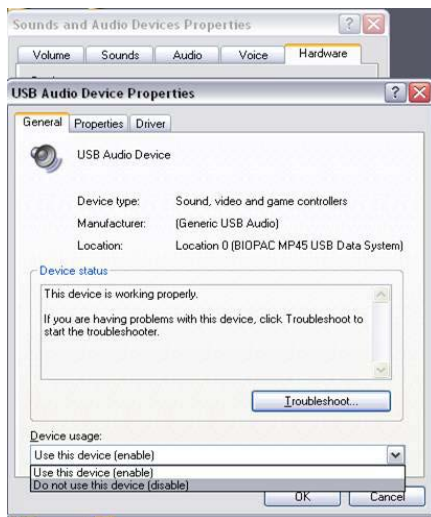 Sounds and Audio Devices Properties
Volume Sounds Audio Voice Hardware
USB Audio Device Properties
General Properties Driver
USB Audio Device
Device type: Sound, video and game controllers
Manufacturer: (Generic USB Audio)
Location: Location 0 (BIOPAC MP45 USB Data System)
Device status
This device is working properly.
If you are having problems with this device, click Troubleshoot to
start the troubleshooter.
Troubleshoot...
Device usage:
Use this device (enable)
Use this device (enable)
Do not use this device (disable)
OK Cancel